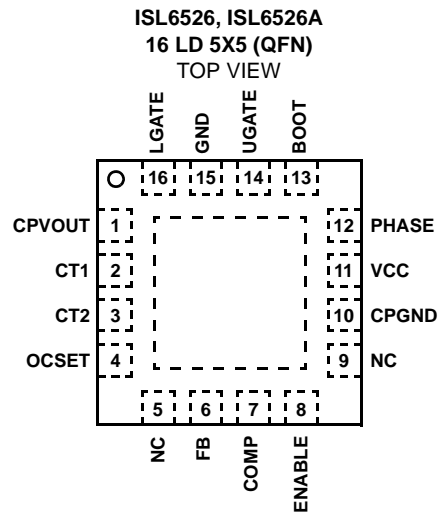 ISL6526, ISL6526A
16 LD 5X5 (QFN)
TOP VIEW
LGATE
GND
UGATE
BOOT
16
15
14
13
CPVOUT 1
12 PHASE
CT1 2
11 VCC
CT2 3
10 CPGND
OCSET 4
9 NC
5
6
7
8
NC
FB
COMP
ENABLE